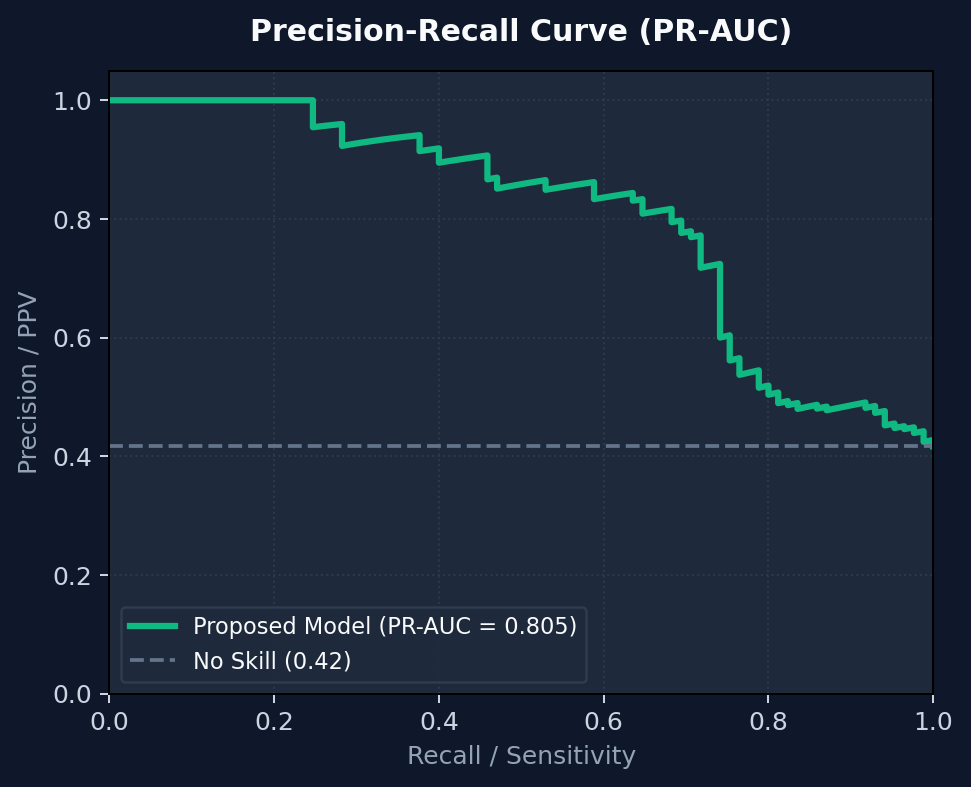 Precision-Recall Curve (PR-AUC)
Precision / PPV
1.0
0.8
0.6
0.4
0.2
0.0
Proposed Model (PR-AUC = 0.805)
No Skill (0.42)
0.0 0.2 0.4 0.6 0.8 1.0
Recall / Sensitivity